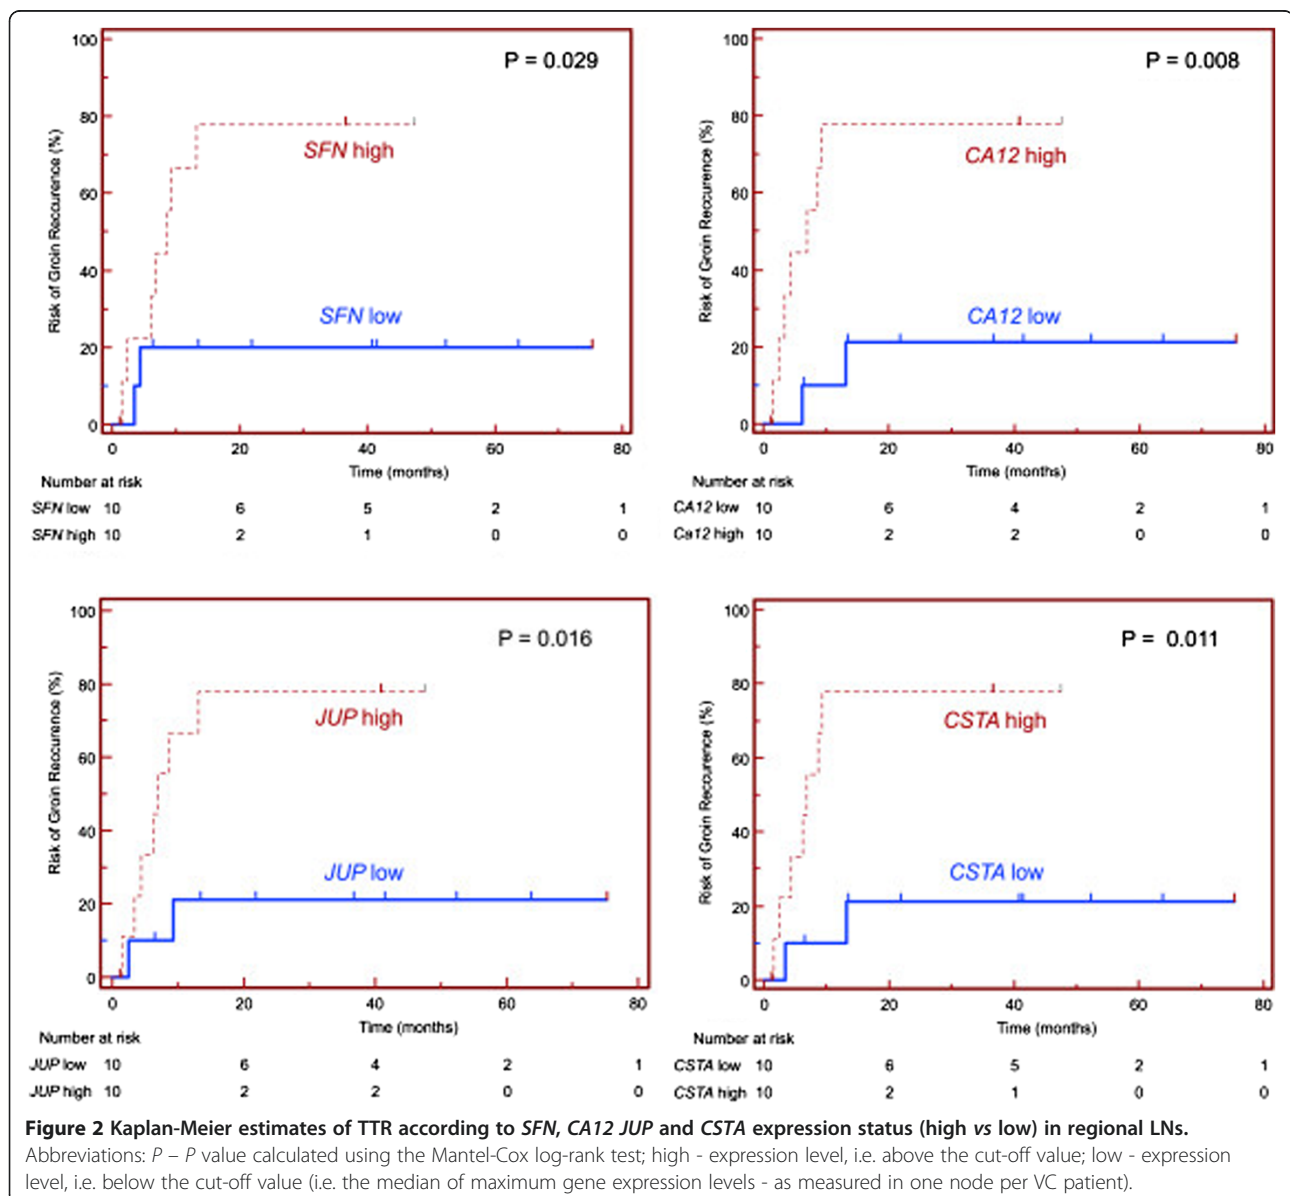 P = 0.029
Risk of Groin Reccurence (%)
100
80
60
40
20
0
SFN high
SFN low
0 20 40 60 80
Time (months)
Number at risk
SFN low 10 6 5 2 1
SFN high 10 2 1 0 0
P = 0.008
Risk of Groin Reccurence (%)
100
80
60
40
20
0
CA12 high
CA12 low
0 20 40 60 80
Time (months)
Number at risk
CA12 low 10 6 4 2 1
Ca12 high 10 2 2 0 0
P = 0.016
Risk of Groin Reccurence (%)
100
80
60
40
20
0
JUP high
JUP low
0 20 40 60 80
Time (months)
Number at risk
JUP low 10 6 4 2 1
JUP high 10 2 2 0 0
P = 0.011
Risk of Groin Reccurence (%)
100
80
60
40
20
0
CSTA high
CSTA low
0 20 40 60 80
Time (months)
Number at risk
CSTA low 10 6 5 2 1
CSTA high 10 2 1 0 0
Figure 2 Kaplan-Meier estimates of TTR according to SFN, CA12 JUP and CSTA expression status (high vs low) in regional LNs.
Abbreviations: P – P value calculated using the Mantel-Cox log-rank test; high - expression level, i.e. above the cut-off value; low - expression
level, i.e. below the cut-off value (i.e. the median of maximum gene expression levels - as measured in one node per VC patient).